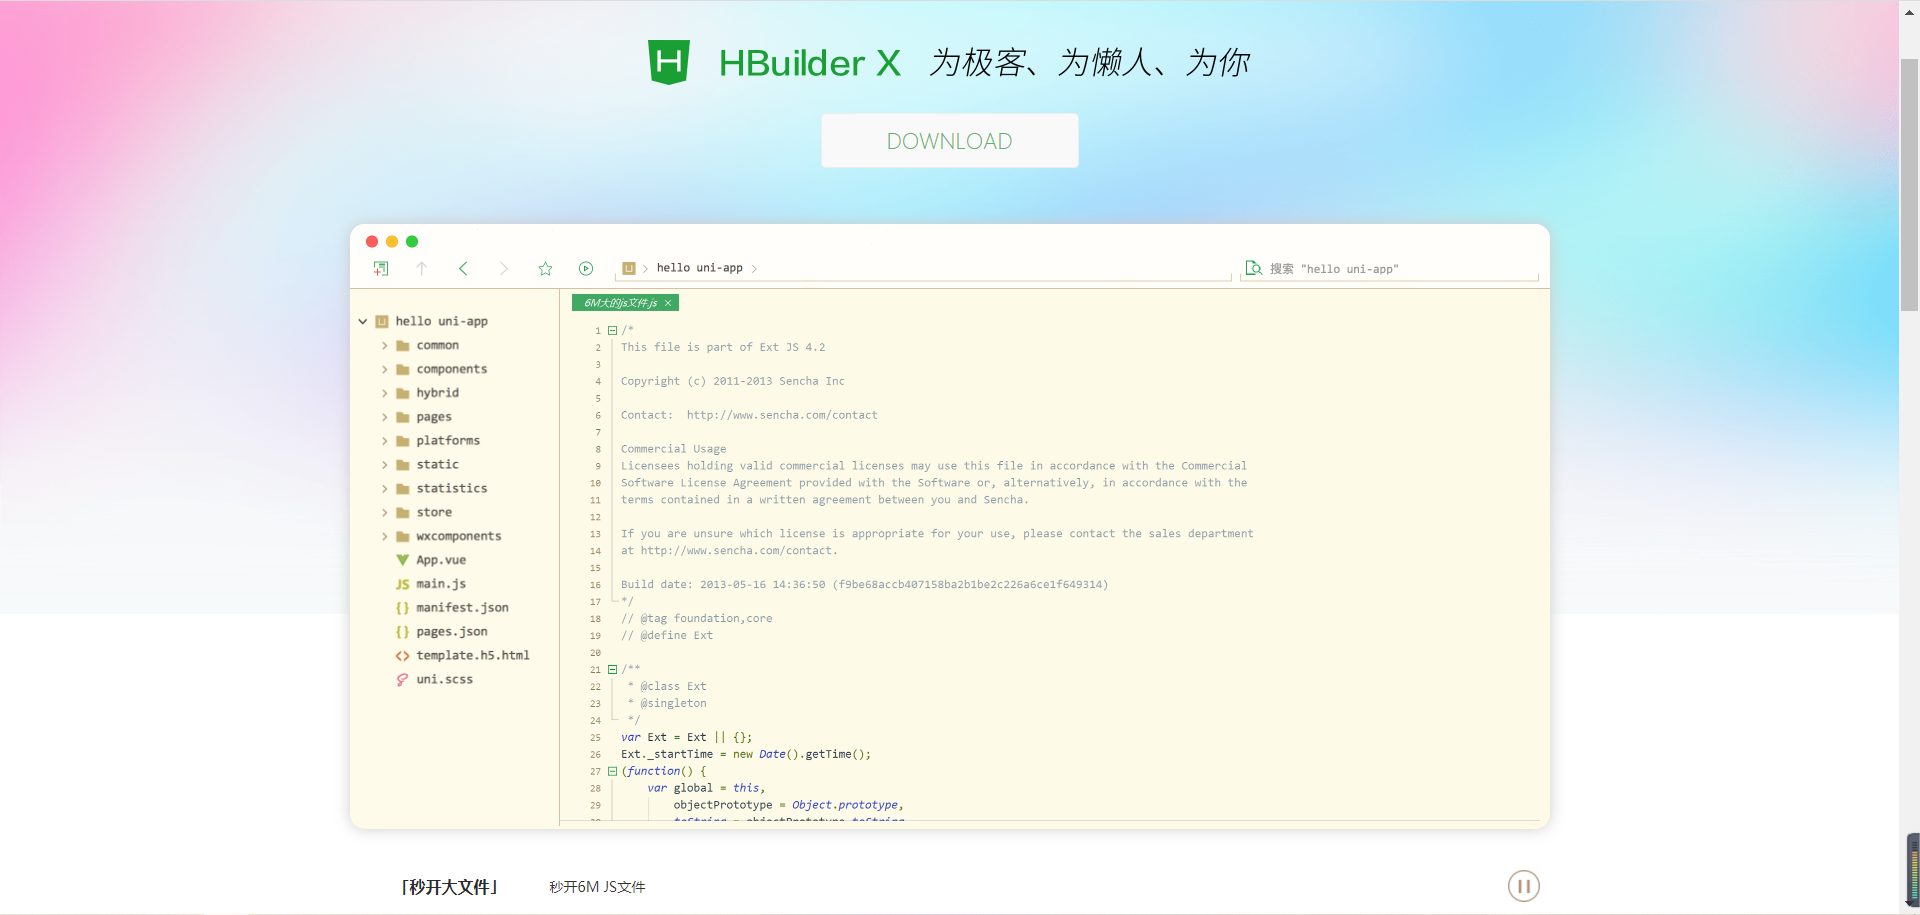 H HBuilder X 为极客、为懒人、为你
DOWNLOAD
hello uni-app
搜索 "hello uni-app"
hello uni-app
common
components
hybrid
pages
platforms
static
statistics
store
wxcomponents
App.vue
JS main.js
{} manifest.json
{} pages.json
<> template.h5.html
uni.scss
6M大的js文件.js ×
1 /*
2 This file is part of Ext JS 4.2
3
4 Copyright (c) 2011-2013 Sencha Inc
5
6 Contact:  http://www.sencha.com/contact
7
8 Commercial Usage
9 Licensees holding valid commercial licenses may use this file in accordance with the Commercial
10 Software License Agreement provided with the Software or, alternatively, in accordance with the
11 terms contained in a written agreement between you and Sencha.
12
13 If you are unsure which license is appropriate for your use, please contact the sales department
14 at http://www.sencha.com/contact.
15
16 Build date: 2013-05-16 14:36:50 (f9be68accb407158ba2b1be2c226a6ce1f649314)
17 */
18 // @tag foundation,core
19 // @define Ext
20
21 /**
22  * @class Ext
23  * @singleton
24  */
25 var Ext = Ext || {};
26 Ext._startTime = new Date().getTime();
27 (function() {
28     var global = this,
29         objectPrototype = Object.prototype,
「秒开大文件」 秒开6M JS文件